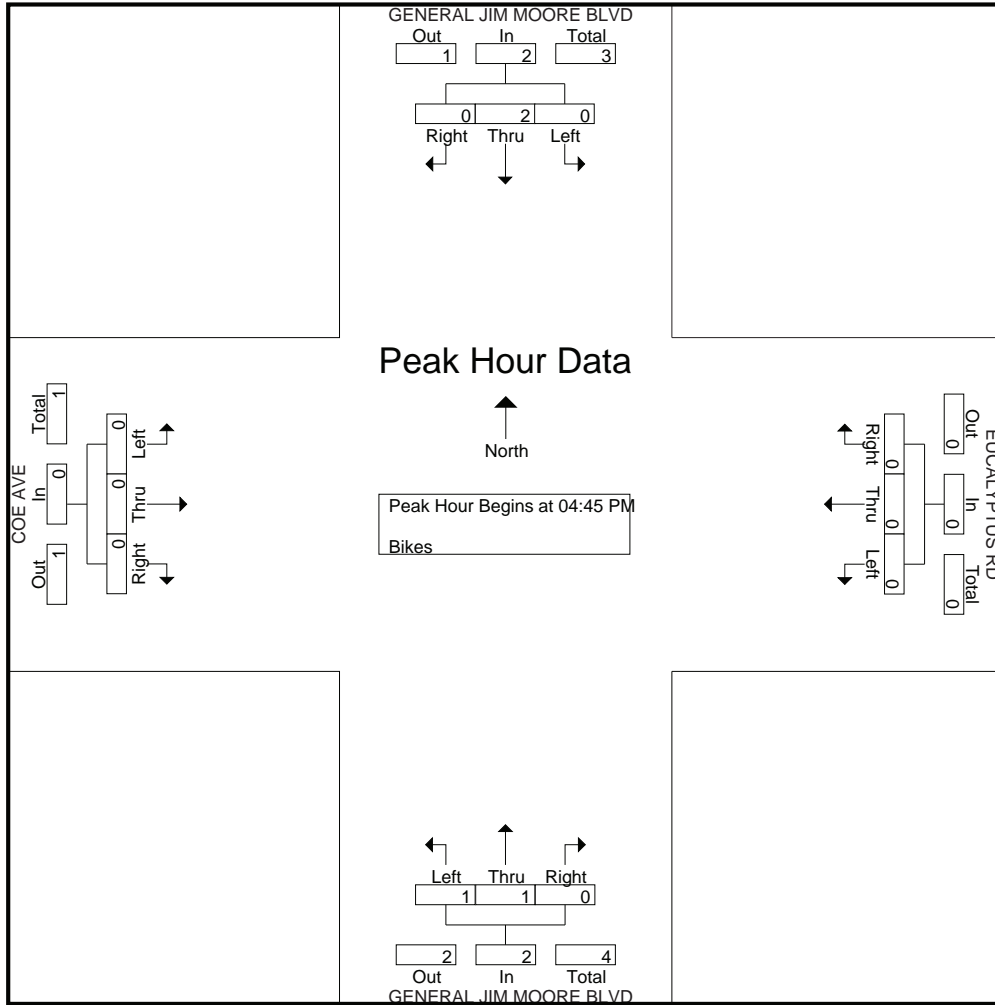 GENERAL JIM MOORE BLVD
Out In Total
1 2 3
0 2 0
Right Thru Left
Peak Hour Data
North
Peak Hour Begins at 04:45 PM
Bikes
COE AVE
Out In Total
1 0 1
0 0 0
Right Thru Left
EUCALYPTUS RD
Out In Total
0 0 0
0 0 0
Right Thru Left
Left Thru Right
1 1 0
2 2 4
Out In Total
GENERAL JIM MOORE BLVD